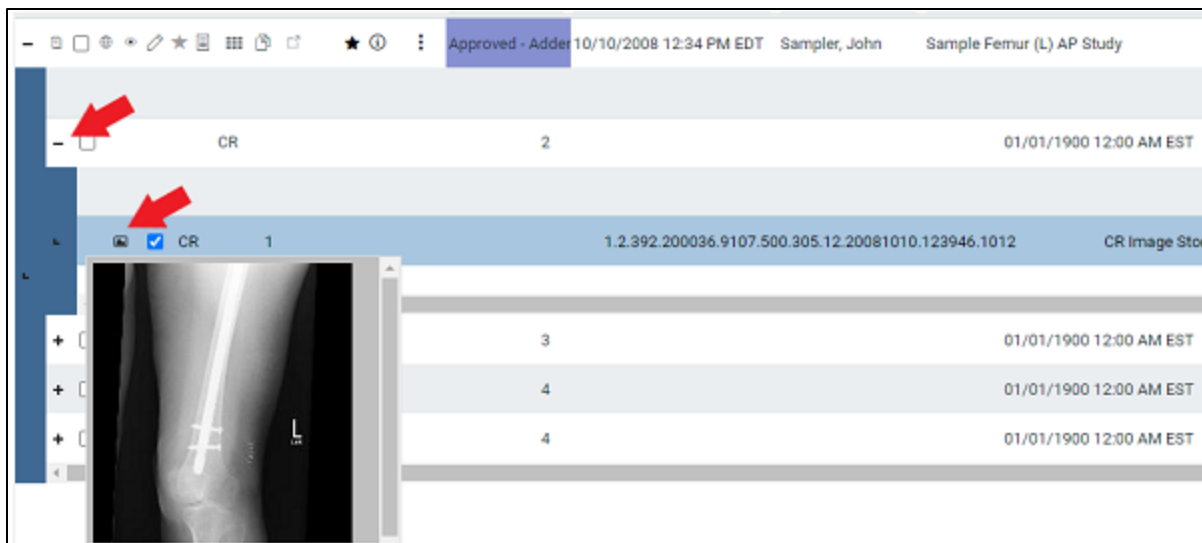 Approved - Adder 10/10/2008 12:34 PM EDT Sampler, John Sample Femur (L) AP Study
CR 2 01/01/1900 12:00 AM EST
CR 1 1.2.392.200036.9107.500.305.12.20081010.123946.1012 CR Image Sto
L
3 01/01/1900 12:00 AM EST
4 01/01/1900 12:00 AM EST
4 01/01/1900 12:00 AM EST